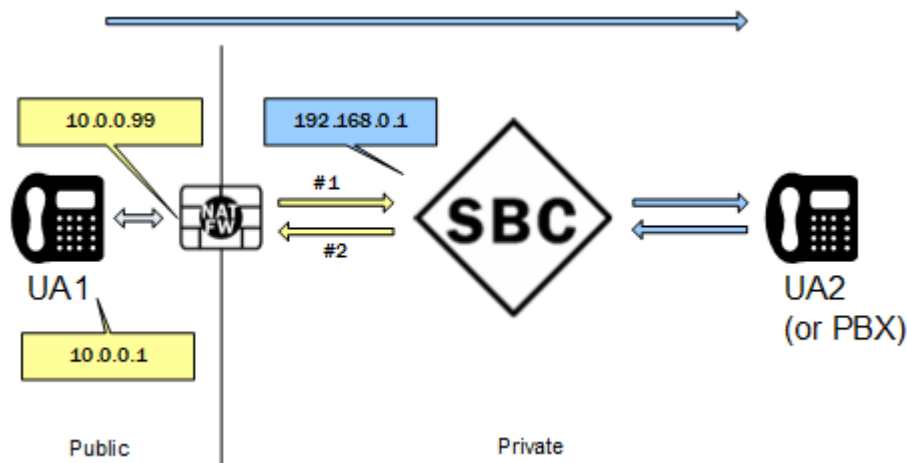 10.0.0.99
192.168.0.1
#1
NAT
FW
SBC
#2
UA1
UA2
(or PBX)
10.0.0.1
Public
Private